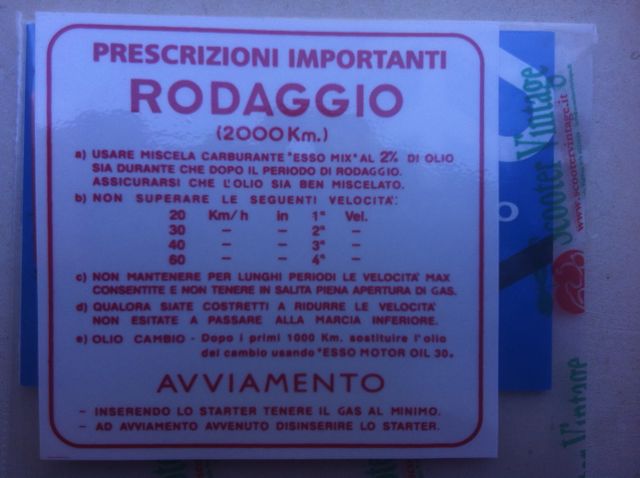 PRESCRIZIONI IMPORTANTI
RODAGGIO
(2000 Km.)
a) USARE MISCELA CARBURANTE "ESSO MIX" AL 2% DI OLIO
SIA DURANTE CHE DOPO IL PERIODO DI RODAGGIO.
ASSICURARSI CHE L'OLIO SIA BEN MISCELATO.
b) NON SUPERARE LE SEGUENTI VELOCITA':
20 Km/h in 1ª Vel.
30 – – 2ª –
40 – – 3ª –
60 – – 4ª –
c) NON MANTENERE PER LUNGHI PERIODI LE VELOCITA' MAX
CONSENTITE E NON TENERE IN SALITA PIENA APERTURA DI GAS.
d) QUALORA SIATE COSTRETTI A RIDURRE LE VELOCITA'
NON ESITATE A PASSARE ALLA MARCIA INFERIORE.
e) OLIO CAMBIO - Dopo i primi 1000 Km. sostituire l'olio
del cambio usando "ESSO MOTOR OIL 30„
AVVIAMENTO
- INSERENDO LO STARTER TENERE IL GAS AL MINIMO.
- AD AVVIAMENTO AVVENUTO DISINSERIRE LO STARTER.
Scooter Vintage
www.scootervintage.it
O
Vintage